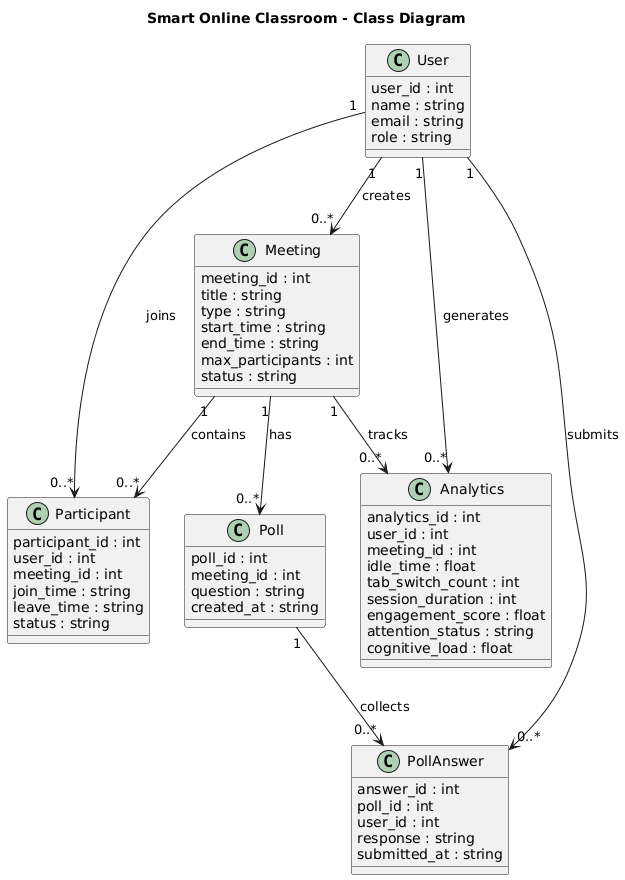 Smart Online Classroom - Class Diagram
C User
user_id : int
name : string
email : string
role : string
1
1
1
1
creates
0..*
joins
generates
submits
C Meeting
meeting_id : int
title : string
type : string
start_time : string
end_time : string
max_participants : int
status : string
1
1
1
contains
has
tracks
0..*
0..*
0..*
0..*
0..*
C Participant
participant_id : int
user_id : int
meeting_id : int
join_time : string
leave_time : string
status : string
C Poll
poll_id : int
meeting_id : int
question : string
created_at : string
C Analytics
analytics_id : int
user_id : int
meeting_id : int
idle_time : float
tab_switch_count : int
session_duration : int
engagement_score : float
attention_status : string
cognitive_load : float
1
collects
0..*
0..*
C PollAnswer
answer_id : int
poll_id : int
user_id : int
response : string
submitted_at : string